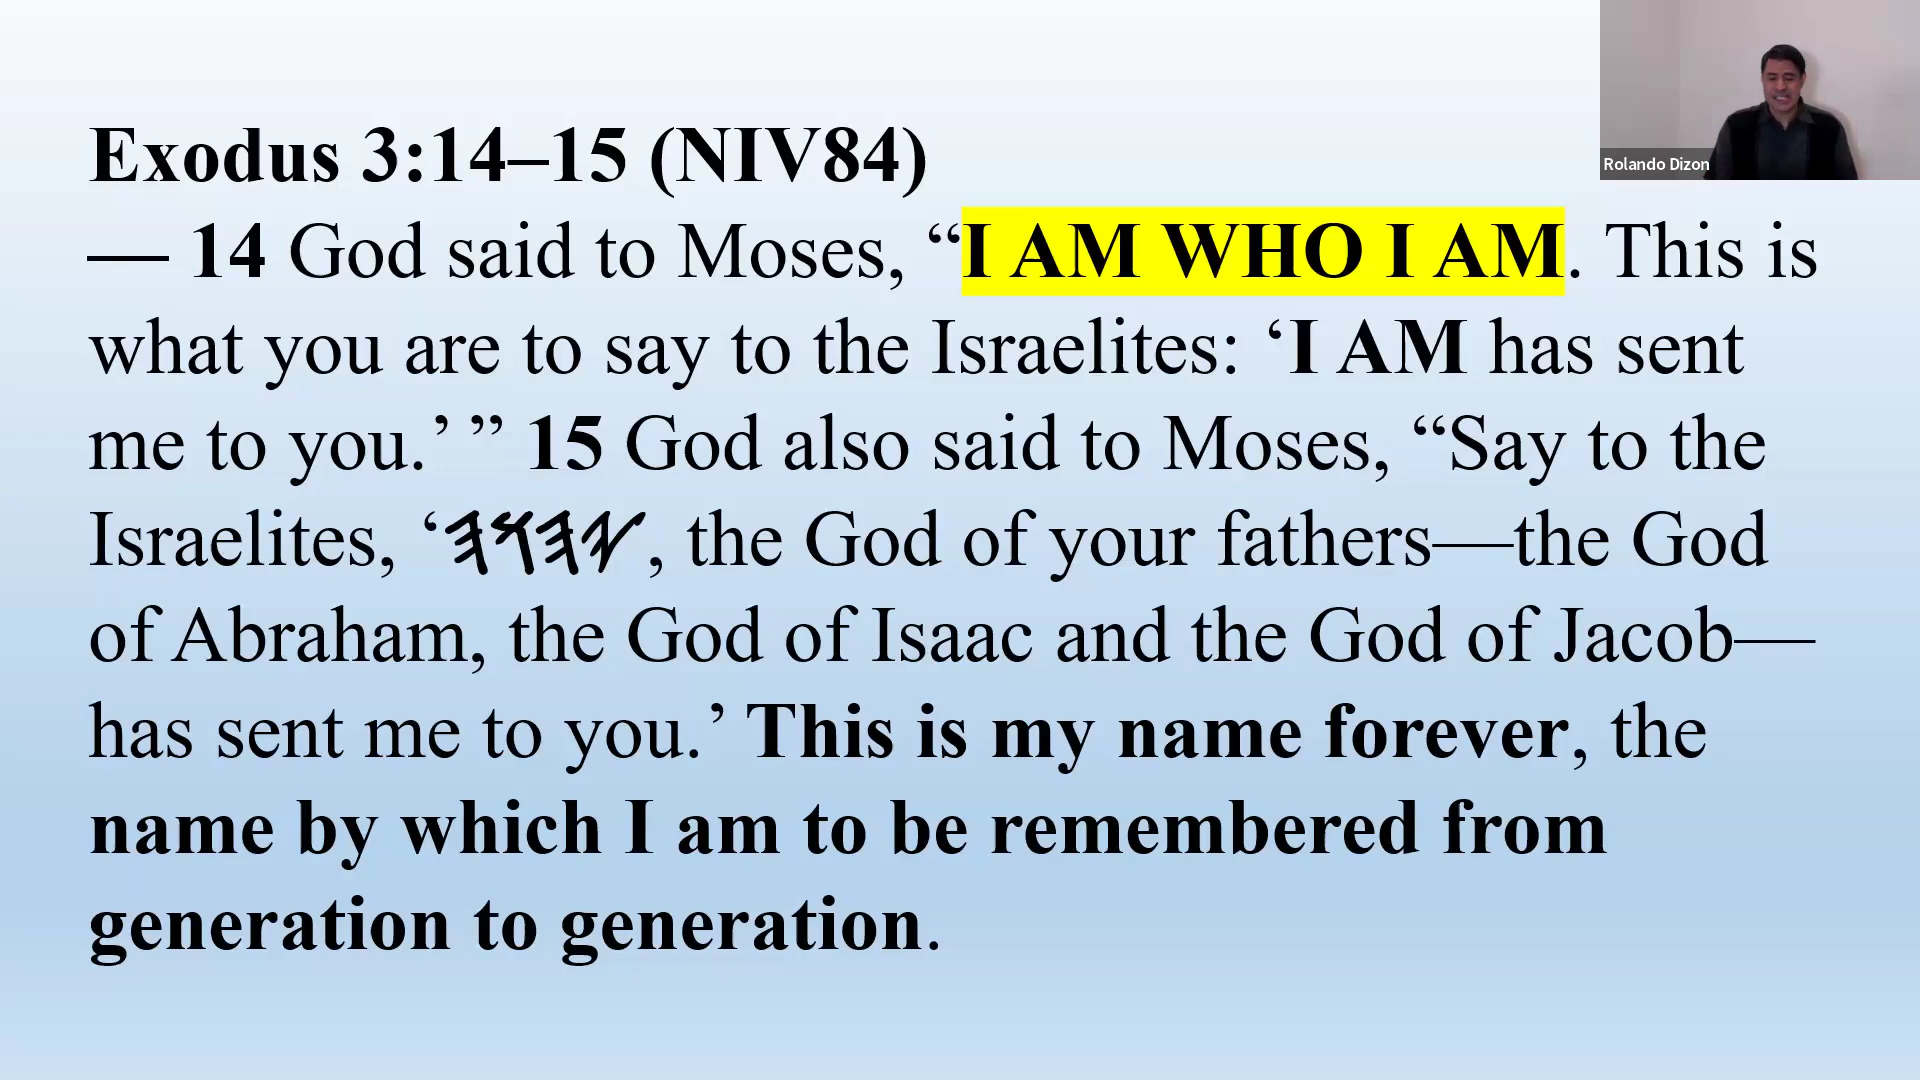 Exodus 3:14–15 (NIV84)
— 14 God said to Moses, “I AM WHO I AM. This is
what you are to say to the Israelites: ‘I AM has sent
me to you.’ ” 15 God also said to Moses, “Say to the
Israelites, ‘𐤉𐤄𐤅𐤄, the God of your fathers—the God
of Abraham, the God of Isaac and the God of Jacob—
has sent me to you.’ This is my name forever, the
name by which I am to be remembered from
generation to generation.
Rolando Dizon